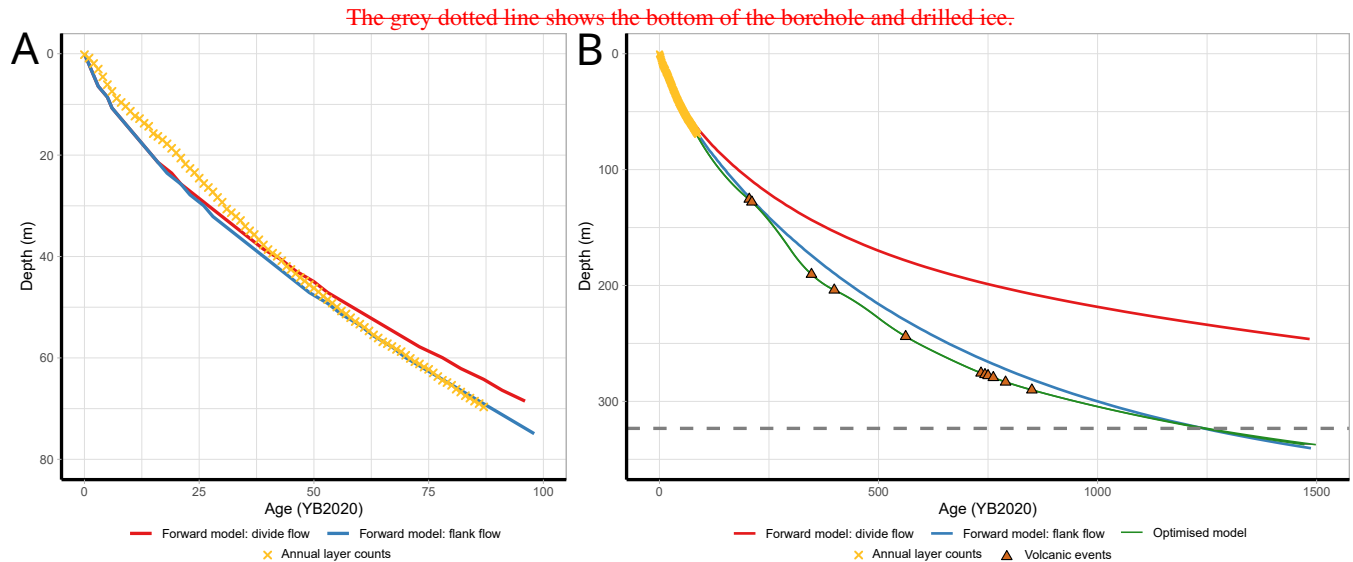 The grey dotted line shows the bottom of the borehole and drilled ice.
A
0
20
40
60
80
Depth (m)
0 25 50 75 100
Age (YB2020)
Forward model: divide flow Forward model: flank flow
Annual layer counts
B
0
100
200
300
Depth (m)
0 500 1000 1500
Age (YB2020)
Forward model: divide flow Forward model: flank flow Optimised model
Annual layer counts Volcanic events